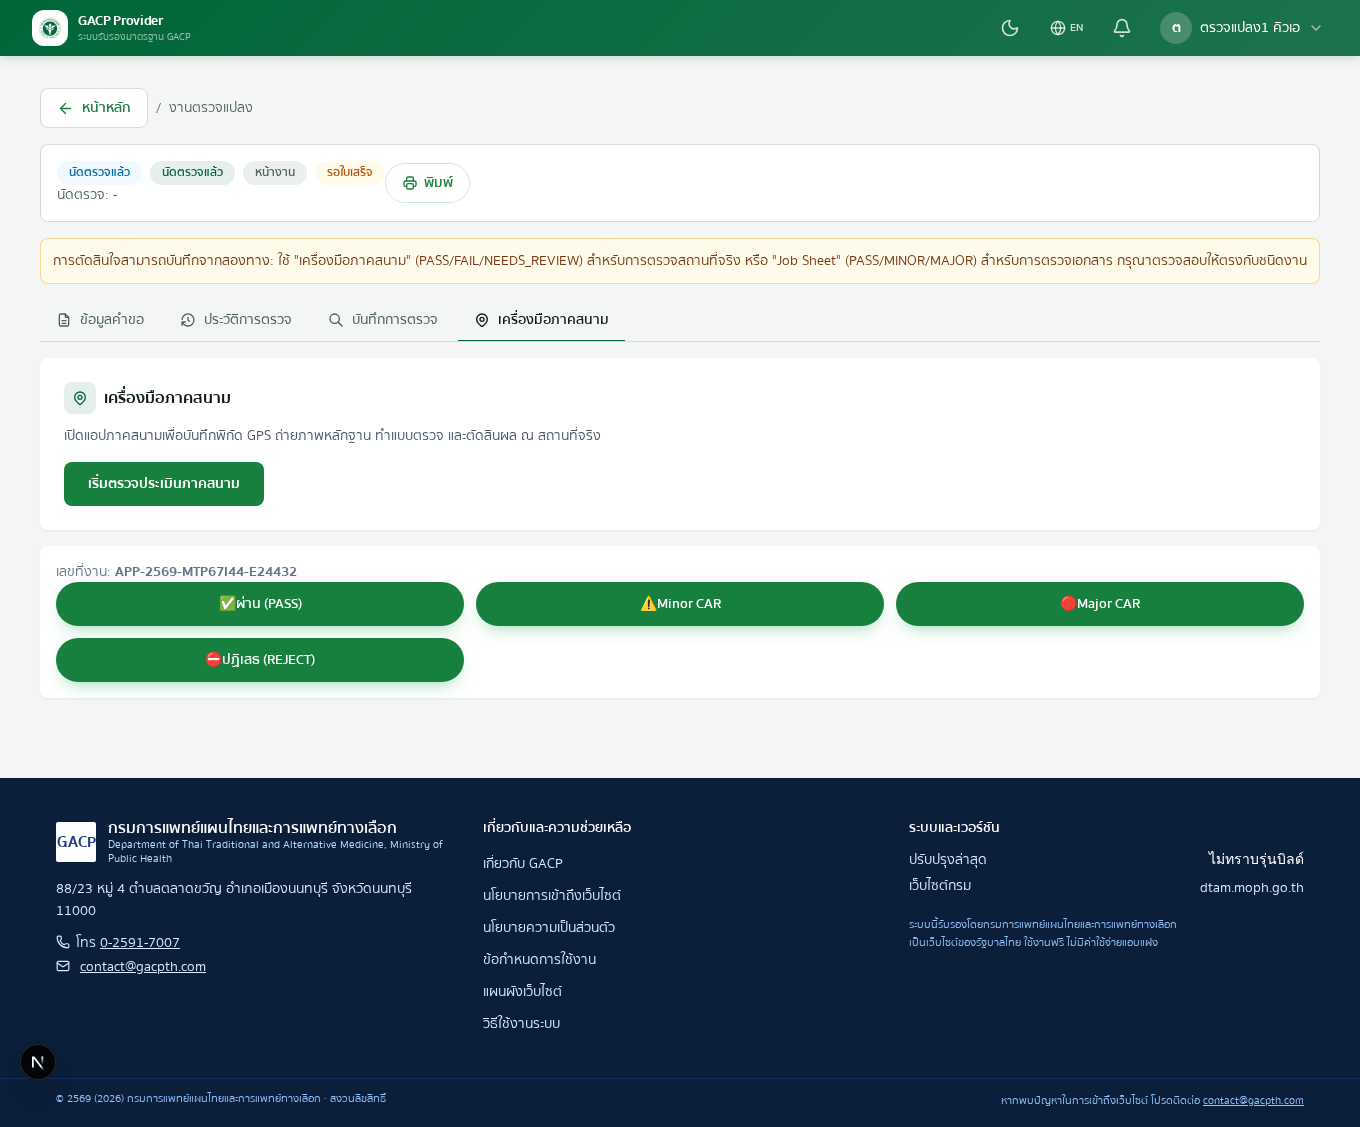 GACP Provider
ระบบรับรองมาตรฐาน GACP
EN
ต
ตรวจแปลง1 คิวเอ
หน้าหลัก / งานตรวจแปลง
นัดตรวจแล้ว นัดตรวจแล้ว หน้างาน รอใบเสร็จ
พิมพ์
นัดตรวจ: -
การตัดสินใจสามารถบันทึกจากสองทาง: ใช้ "เครื่องมือภาคสนาม" (PASS/FAIL/NEEDS_REVIEW) สำหรับการตรวจสถานที่จริง หรือ "Job Sheet" (PASS/MINOR/MAJOR) สำหรับการตรวจเอกสาร กรุณาตรวจสอบให้ตรงกับชนิดงาน
ข้อมูลคำขอ ประวัติการตรวจ บันทึกการตรวจ เครื่องมือภาคสนาม
เครื่องมือภาคสนาม
เปิดแอปภาคสนามเพื่อบันทึกพิกัด GPS ถ่ายภาพหลักฐาน ทำแบบตรวจ และตัดสินผล ณ สถานที่จริง
เริ่มตรวจประเมินภาคสนาม
เลขที่งาน: APP-2569-MTP67I44-E24432
✅ผ่าน (PASS) ⚠️Minor CAR 🔴Major CAR
⛔ปฏิเสธ (REJECT)
GACP
กรมการแพทย์แผนไทยและการแพทย์ทางเลือก
Department of Thai Traditional and Alternative Medicine, Ministry of
Public Health
88/23 หมู่ 4 ตำบลตลาดขวัญ อำเภอเมืองนนทบุรี จังหวัดนนทบุรี
11000
โทร 0-2591-7007
contact@gacpth.com
เกี่ยวกับและความช่วยเหลือ
เกี่ยวกับ GACP
นโยบายการเข้าถึงเว็บไซต์
นโยบายความเป็นส่วนตัว
ข้อกำหนดการใช้งาน
แผนผังเว็บไซต์
วิธีใช้งานระบบ
ระบบและเวอร์ชัน
ปรับปรุงล่าสุด ไม่ทราบรุ่นบิลด์
เว็บไซต์กรม dtam.moph.go.th
ระบบนี้รับรองโดยกรมการแพทย์แผนไทยและการแพทย์ทางเลือก
เป็นเว็บไซต์ของรัฐบาลไทย ใช้งานฟรี ไม่มีค่าใช้จ่ายแอบแฝง
N
© 2569 (2026) กรมการแพทย์แผนไทยและการแพทย์ทางเลือก · สงวนลิขสิทธิ์
หากพบปัญหาในการเข้าถึงเว็บไซต์ โปรดติดต่อ contact@gacpth.com